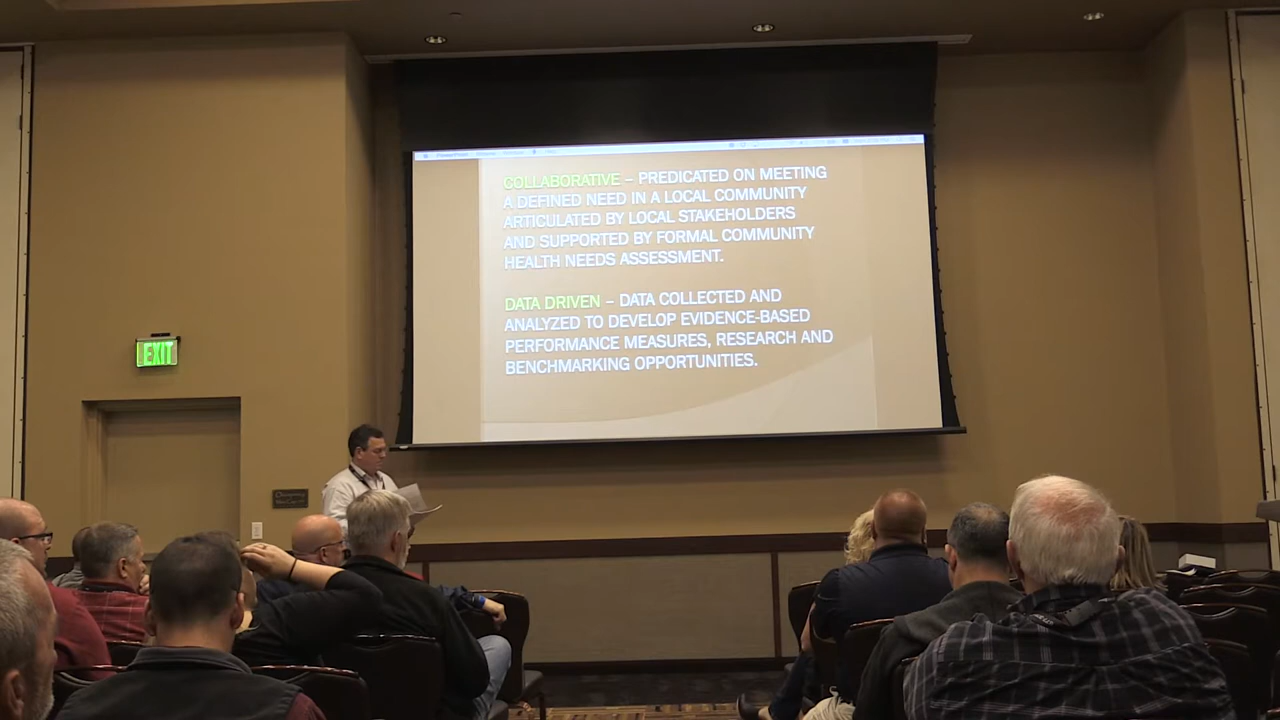 COLLABORATIVE – PREDICATED ON MEETING
A DEFINED NEED IN A LOCAL COMMUNITY
ARTICULATED BY LOCAL STAKEHOLDERS
AND SUPPORTED BY FORMAL COMMUNITY
HEALTH NEEDS ASSESSMENT.
DATA DRIVEN – DATA COLLECTED AND
ANALYZED TO DEVELOP EVIDENCE-BASED
PERFORMANCE MEASURES, RESEARCH AND
BENCHMARKING OPPORTUNITIES.
EXIT